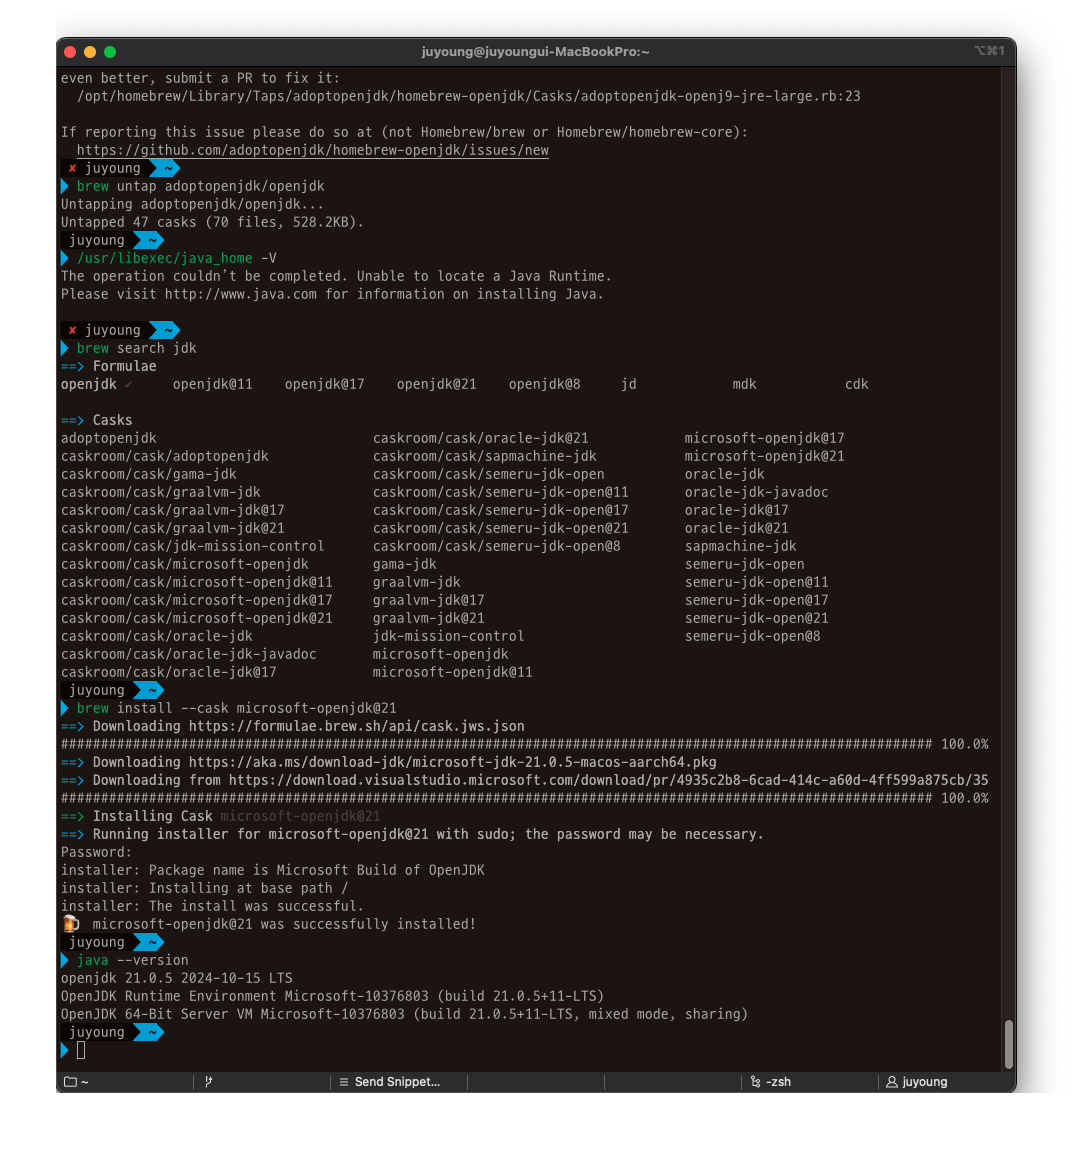 juyoung@juyoungui-MacBookPro:~ ⌥⌘1
even better, submit a PR to fix it:
/opt/homebrew/Library/Taps/adoptopenjdk/homebrew-openjdk/Casks/adoptopenjdk-openj9-jre-large.rb:23
If reporting this issue please do so at (not Homebrew/brew or Homebrew/homebrew-core):
https://github.com/adoptopenjdk/homebrew-openjdk/issues/new
✘ juyoung ~
brew untap adoptopenjdk/openjdk
Untapping adoptopenjdk/openjdk...
Untapped 47 casks (70 files, 528.2KB).
juyoung ~
/usr/libexec/java_home -V
The operation couldn’t be completed. Unable to locate a Java Runtime.
Please visit http://www.java.com for information on installing Java.
✘ juyoung ~
brew search jdk
==> Formulae
openjdk ✔ openjdk@11 openjdk@17 openjdk@21 openjdk@8 jd mdk cdk
==> Casks
adoptopenjdk caskroom/cask/oracle-jdk@21 microsoft-openjdk@17
caskroom/cask/adoptopenjdk caskroom/cask/sapmachine-jdk microsoft-openjdk@21
caskroom/cask/gama-jdk caskroom/cask/semeru-jdk-open oracle-jdk
caskroom/cask/graalvm-jdk caskroom/cask/semeru-jdk-open@11 oracle-jdk-javadoc
caskroom/cask/graalvm-jdk@17 caskroom/cask/semeru-jdk-open@17 oracle-jdk@17
caskroom/cask/graalvm-jdk@21 caskroom/cask/semeru-jdk-open@21 oracle-jdk@21
caskroom/cask/jdk-mission-control caskroom/cask/semeru-jdk-open@8 sapmachine-jdk
caskroom/cask/microsoft-openjdk gama-jdk semeru-jdk-open
caskroom/cask/microsoft-openjdk@11 graalvm-jdk semeru-jdk-open@11
caskroom/cask/microsoft-openjdk@17 graalvm-jdk@17 semeru-jdk-open@17
caskroom/cask/microsoft-openjdk@21 graalvm-jdk@21 semeru-jdk-open@21
caskroom/cask/oracle-jdk jdk-mission-control semeru-jdk-open@8
caskroom/cask/oracle-jdk-javadoc microsoft-openjdk
caskroom/cask/oracle-jdk@17 microsoft-openjdk@11
juyoung ~
brew install --cask microsoft-openjdk@21
==> Downloading https://formulae.brew.sh/api/cask.jws.json
############################################################################################################# 100.0%
==> Downloading https://aka.ms/download-jdk/microsoft-jdk-21.0.5-macos-aarch64.pkg
==> Downloading from https://download.visualstudio.microsoft.com/download/pr/4935c2b8-6cad-414c-a60d-4ff599a875cb/35
############################################################################################################# 100.0%
==> Installing Cask microsoft-openjdk@21
==> Running installer for microsoft-openjdk@21 with sudo; the password may be necessary.
Password:
installer: Package name is Microsoft Build of OpenJDK
installer: Installing at base path /
installer: The install was successful.
🍺 microsoft-openjdk@21 was successfully installed!
juyoung ~
java --version
openjdk 21.0.5 2024-10-15 LTS
OpenJDK Runtime Environment Microsoft-10376803 (build 21.0.5+11-LTS)
OpenJDK 64-Bit Server VM Microsoft-10376803 (build 21.0.5+11-LTS, mixed mode, sharing)
juyoung ~
~ Send Snippet... -zsh juyoung